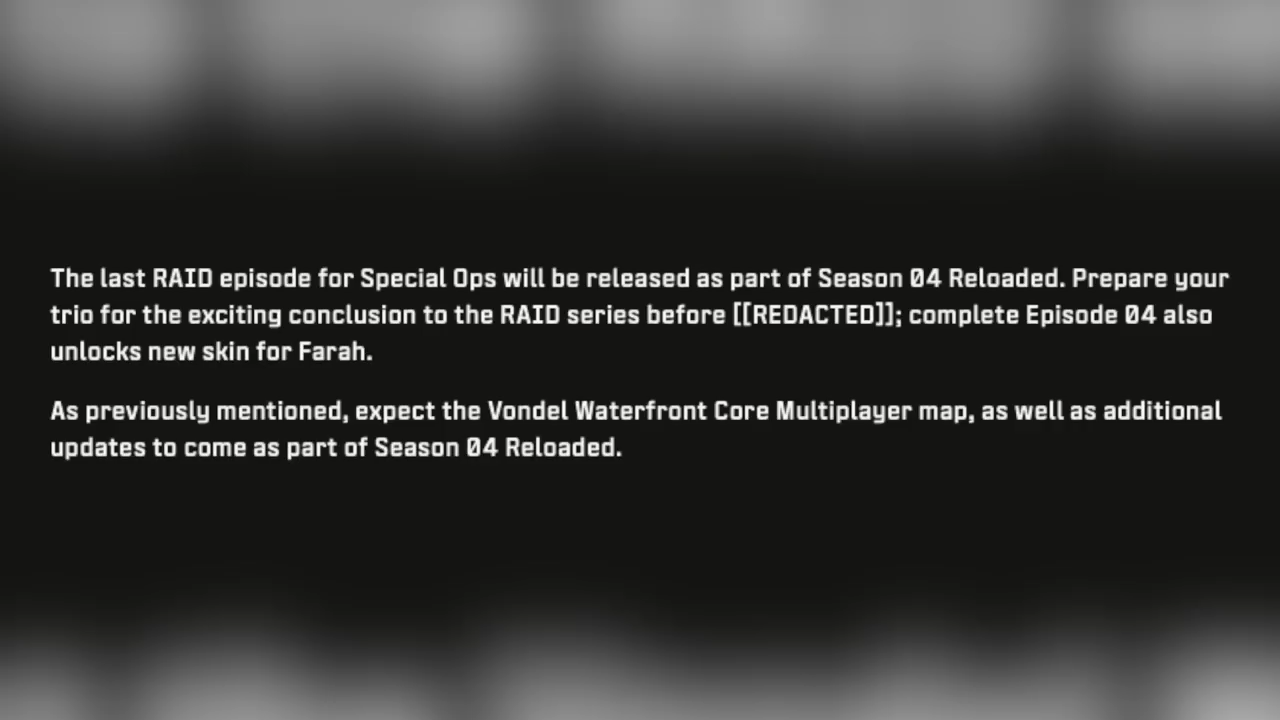 The last RAID episode for Special Ops will be released as part of Season 04 Reloaded. Prepare your
trio for the exciting conclusion to the RAID series before [[REDACTED]]; complete Episode 04 also
unlocks new skin for Farah.
As previously mentioned, expect the Vondel Waterfront Core Multiplayer map, as well as additional
updates to come as part of Season 04 Reloaded.